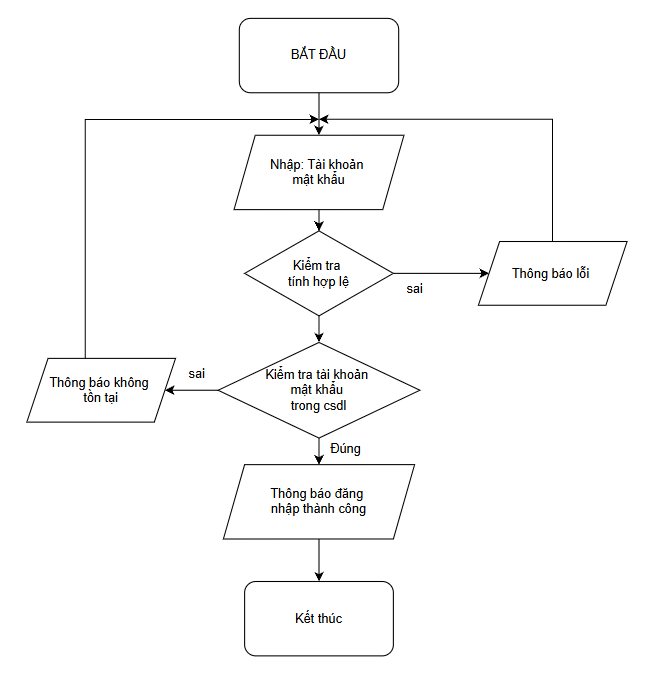 BẮT ĐẦU
Nhập: Tài khoản
mật khẩu
Kiểm tra
tính hợp lệ
sai
Thông báo lỗi
Kiểm tra tài khoản
mật khẩu
trong csdl
sai
Thông báo không
tồn tại
Đúng
Thông báo đăng
nhập thành công
Kết thúc